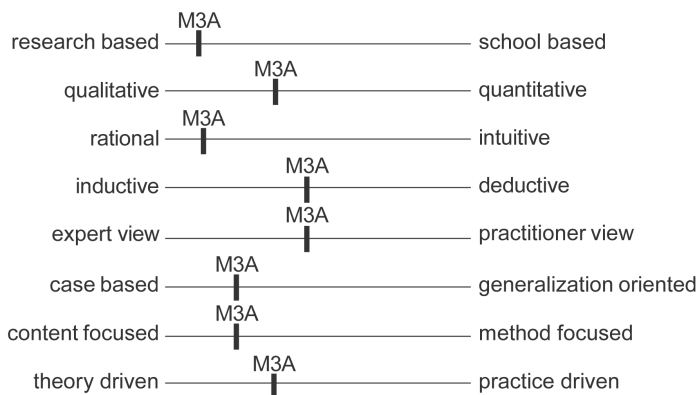 M3A
research based school based
M3A
qualitative quantitative
M3A
rational intuitive
M3A
inductive deductive
M3A
expert view practitioner view
M3A
case based generalization oriented
M3A
content focused method focused
M3A
theory driven practice driven